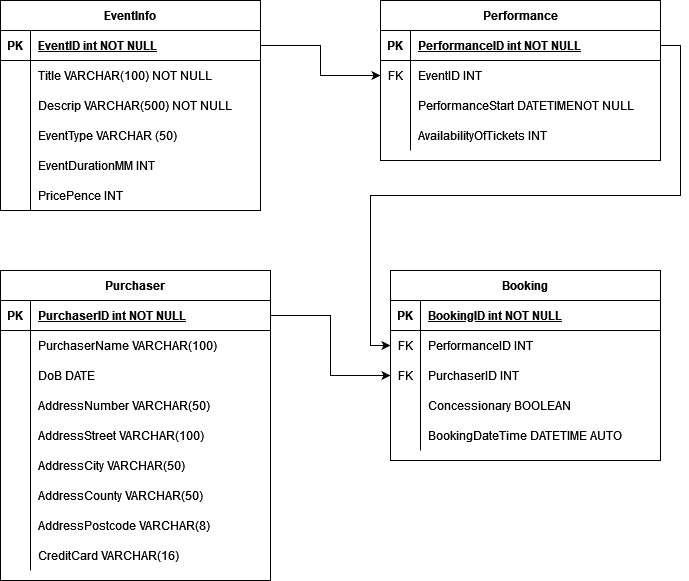 EventInfo
PK EventID int NOT NULL
Title VARCHAR(100) NOT NULL
Descrip VARCHAR(500) NOT NULL
EventType VARCHAR (50)
EventDurationMM INT
PricePence INT
Performance
PK PerformanceID int NOT NULL
FK EventID INT
PerformanceStart DATETIMENOT NULL
AvailabilityOfTickets INT
Purchaser
PK PurchaserID int NOT NULL
PurchaserName VARCHAR(100)
DoB DATE
AddressNumber VARCHAR(50)
AddressStreet VARCHAR(100)
AddressCity VARCHAR(50)
AddressCounty VARCHAR(50)
AddressPostcode VARCHAR(8)
CreditCard VARCHAR(16)
Booking
PK BookingID int NOT NULL
FK PerformanceID INT
FK PurchaserID INT
Concessionary BOOLEAN
BookingDateTime DATETIME AUTO